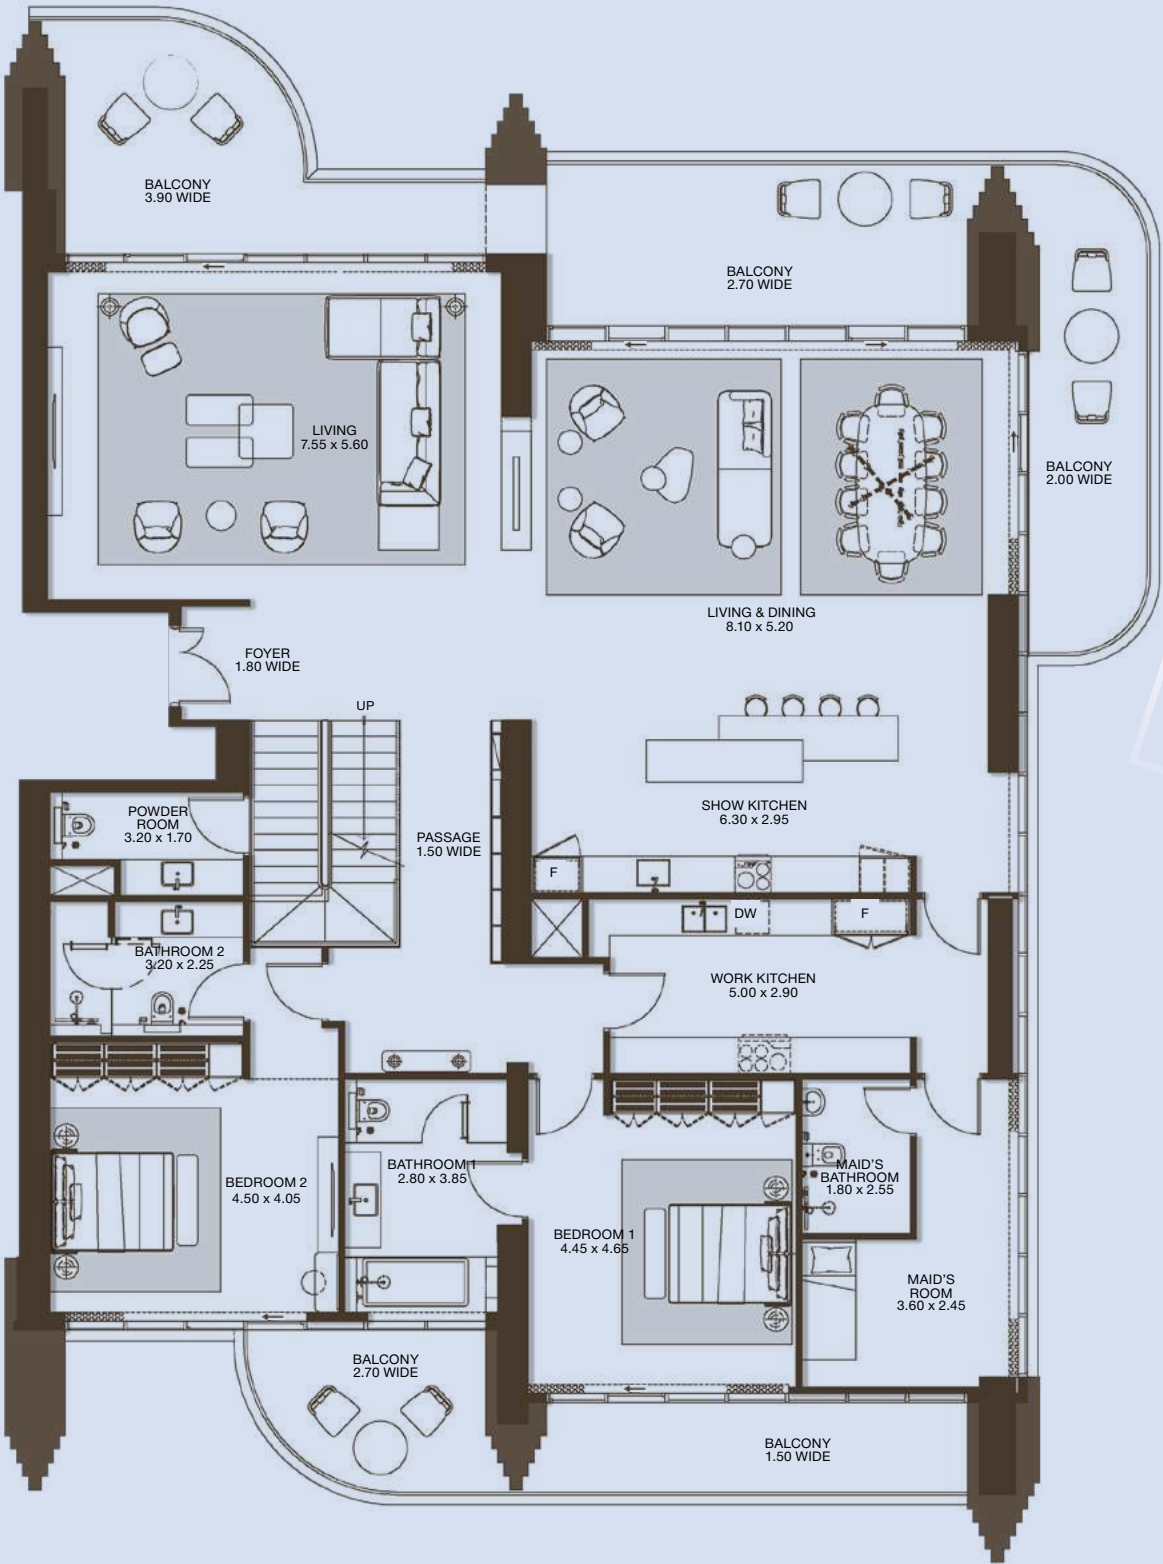 BALCONY
3.90 WIDE
BALCONY
2.70 WIDE
LIVING
7.55 x 5.60
BALCONY
2.00 WIDE
LIVING & DINING
8.10 x 5.20
FOYER
1.80 WIDE
UP
SHOW KITCHEN
6.30 x 2.95
POWDER
ROOM
3.20 x 1.70
PASSAGE
1.50 WIDE
F
DW
F
BATHROOM 2
3.20 x 2.25
WORK KITCHEN
5.00 x 2.90
BATHROOM 1
2.80 x 3.85
MAID'S
BATHROOM
1.80 x 2.55
BEDROOM 2
4.50 x 4.05
BEDROOM 1
4.45 x 4.65
MAID'S
ROOM
3.60 x 2.45
BALCONY
2.70 WIDE
BALCONY
1.50 WIDE